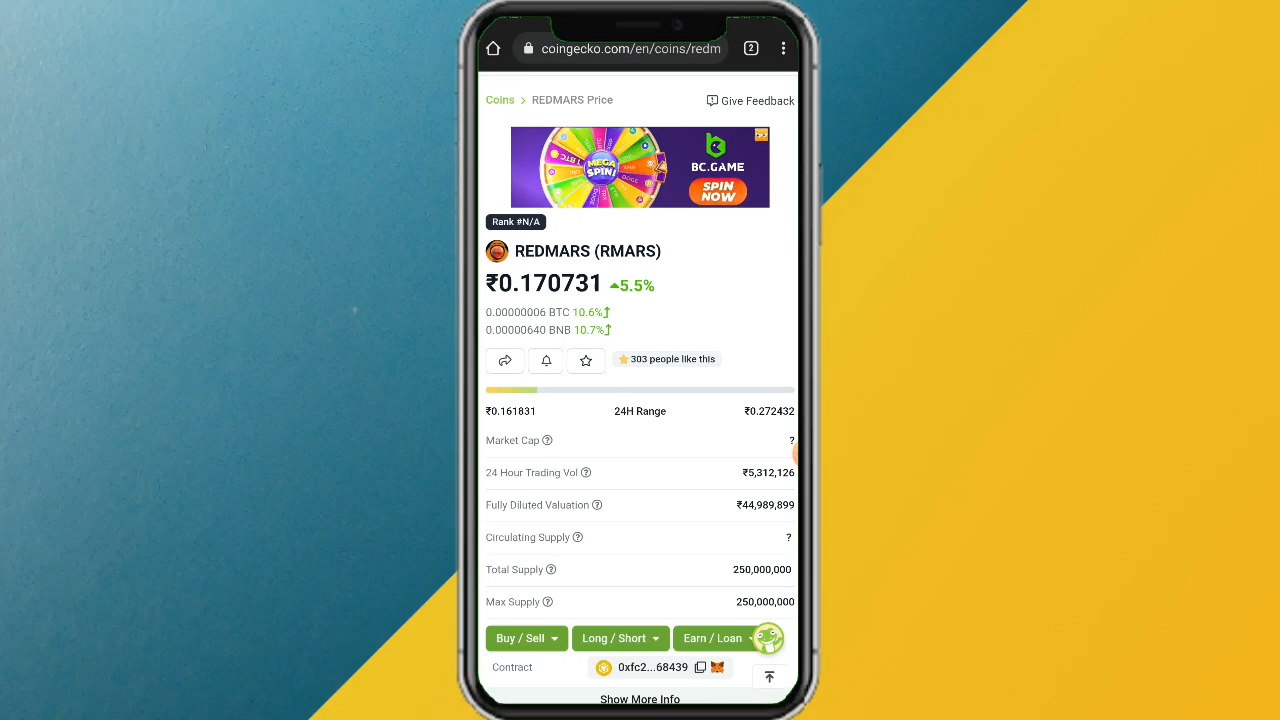 coingecko.com/en/coins/redm
2
Coins > REDMARS Price
Give Feedback
MEGA SPIN!
1 BTC
DOGE
BC.GAME
SPIN NOW
Rank #N/A
REDMARS (RMARS)
₹0.170731 5.5%
0.00000006 BTC 10.6%
0.00000640 BNB 10.7%
303 people like this
₹0.161831 24H Range ₹0.272432
Market Cap ?
24 Hour Trading Vol ₹5,312,126
Fully Diluted Valuation ₹44,989,899
Circulating Supply ?
Total Supply 250,000,000
Max Supply 250,000,000
Buy / Sell Long / Short Earn / Loan
Contract 0xfc2...68439
Show More Info